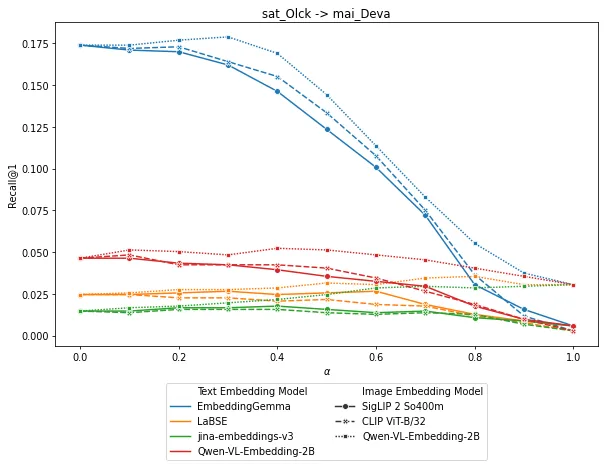 sat_Olck -> mai_Deva
0.175
0.150
0.125
0.100
0.075
0.050
0.025
0.000
Recall@1
0.0 0.2 0.4 0.6 0.8 1.0
α
Text Embedding Model Image Embedding Model
EmbeddingGemma SigLIP 2 So400m
LaBSE CLIP ViT-B/32
jina-embeddings-v3 Qwen-VL-Embedding-2B
Qwen-VL-Embedding-2B